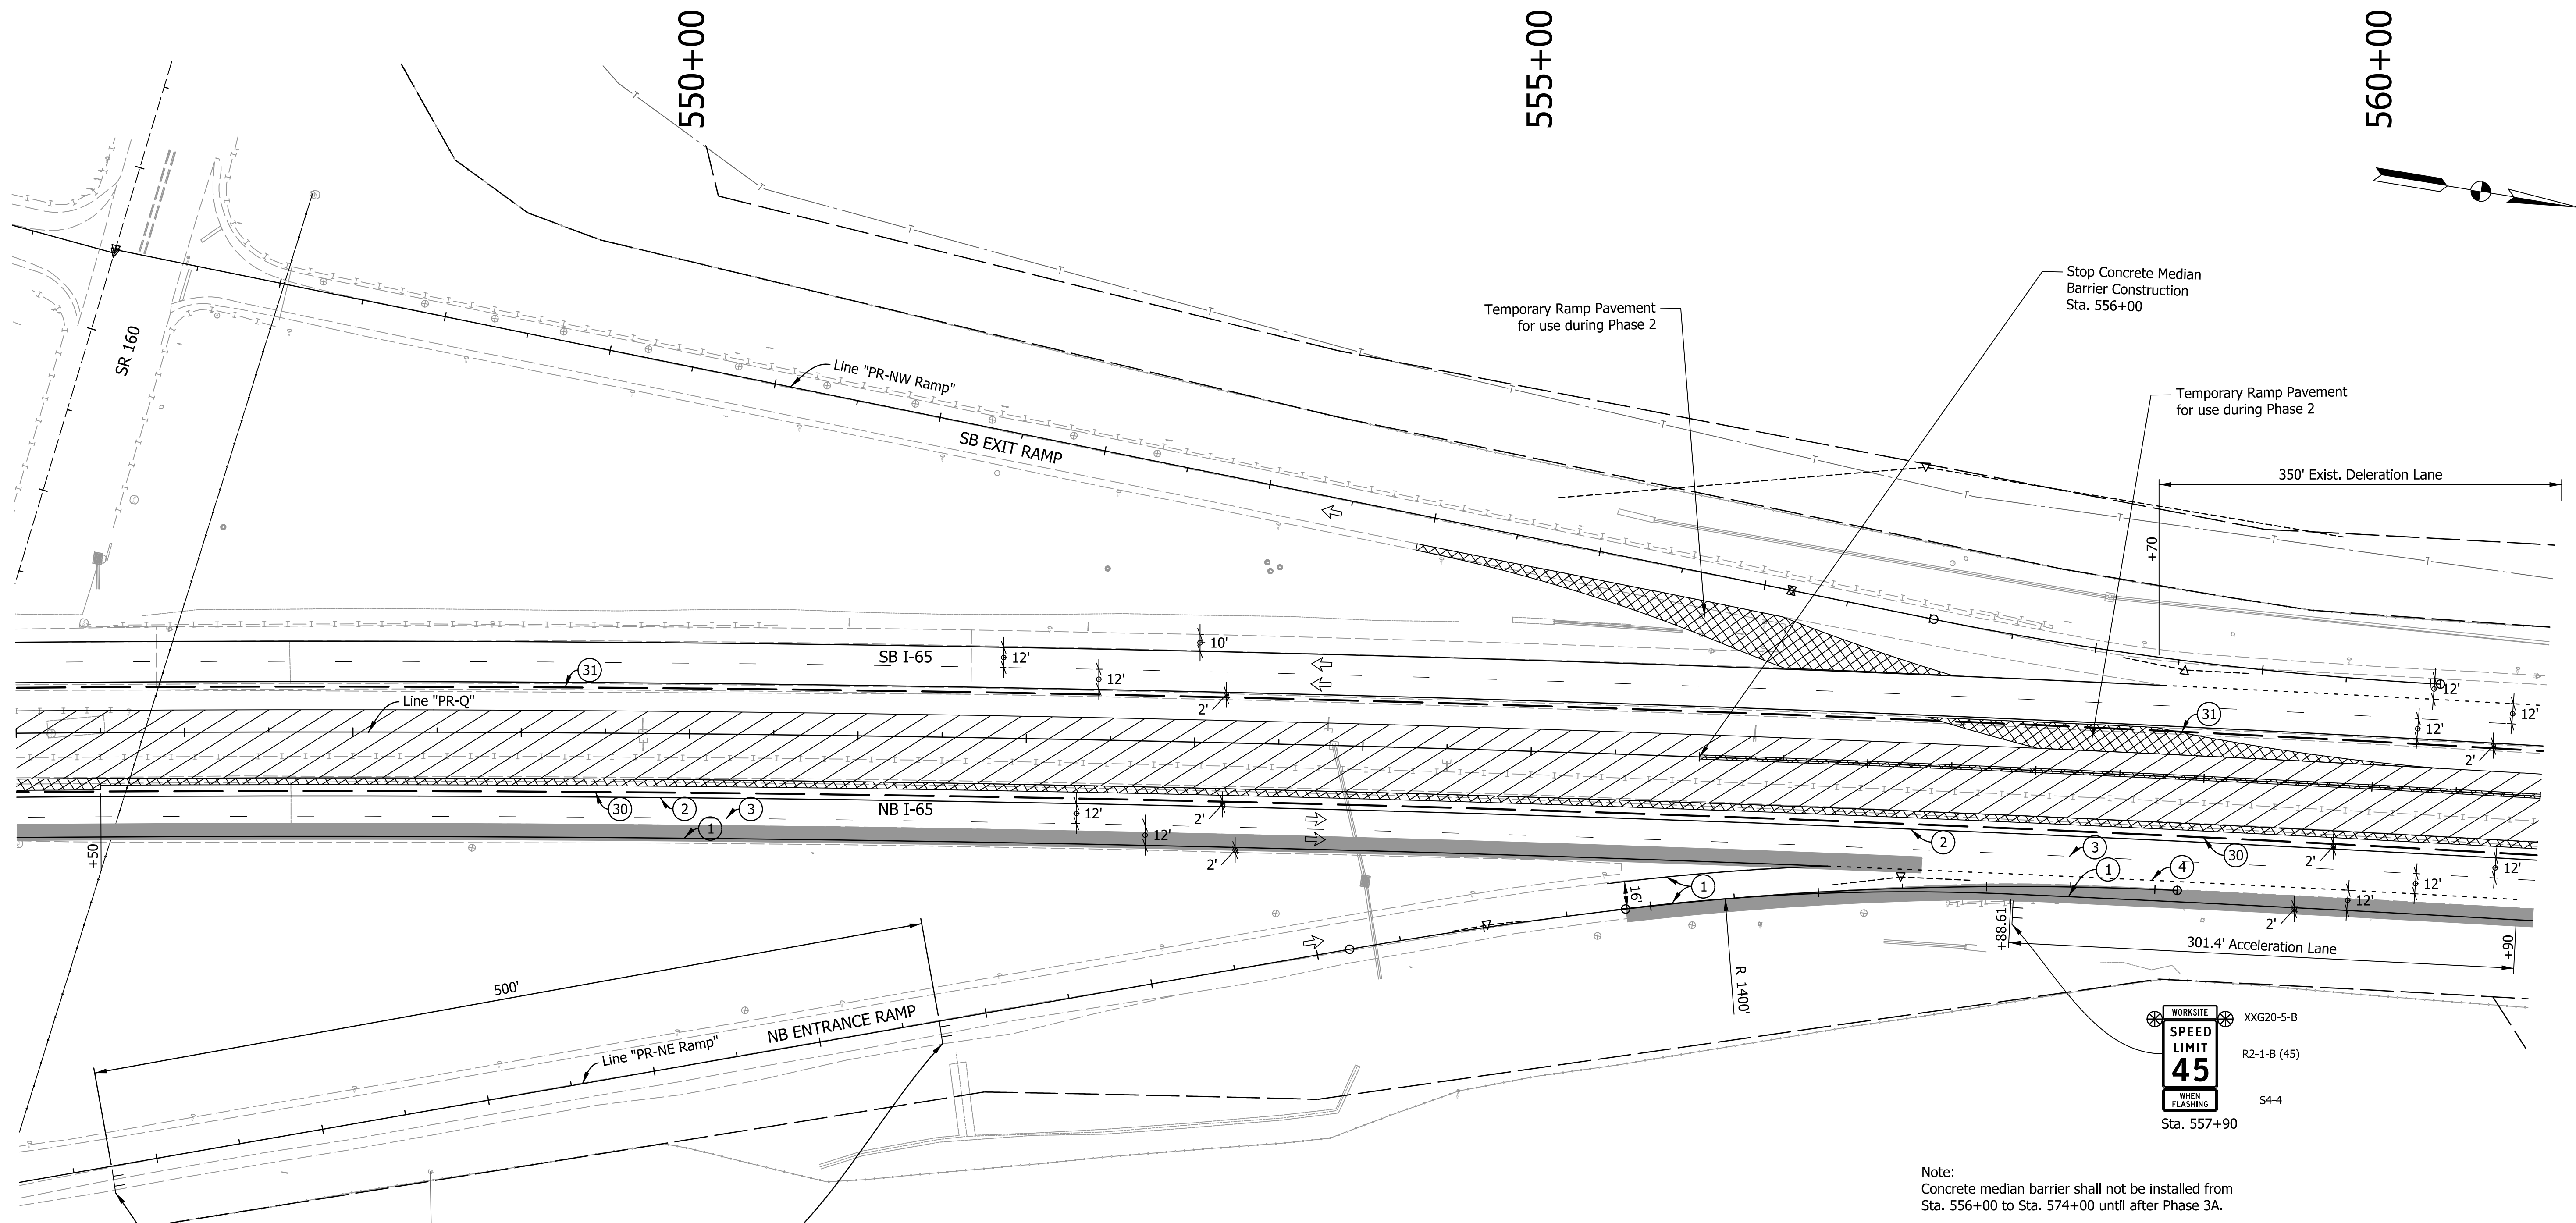 550+00
555+00
560+00
Stop Concrete Median
Barrier Construction
Sta. 556+00
Temporary Ramp Pavement
for use during Phase 2
SR 160
Line "PR-NW Ramp"
Temporary Ramp Pavement
for use during Phase 2
SB EXIT RAMP
350' Exist. Deleration Lane
+70
10'
SB I-65
12'
31
12'
2'
Line "PR-Q"
12'
12'
31
12'
2'
30
2
3
NB I-65
12'
2'
1
12'
2'
+50
2
3
30
2'
12'
1
4
12'
1
16'
12'
2'
+88.61
301.4' Acceleration Lane
+90
R 1400'
500'
NB ENTRANCE RAMP
Line "PR-NE Ramp"
WORKSITE
XXG20-5-B
SPEED
LIMIT
45
R2-1-B (45)
WHEN
FLASHING
S4-4
Sta. 557+90
Note:
Concrete median barrier shall not be installed from
Sta. 556+00 to Sta. 574+00 until after Phase 3A.